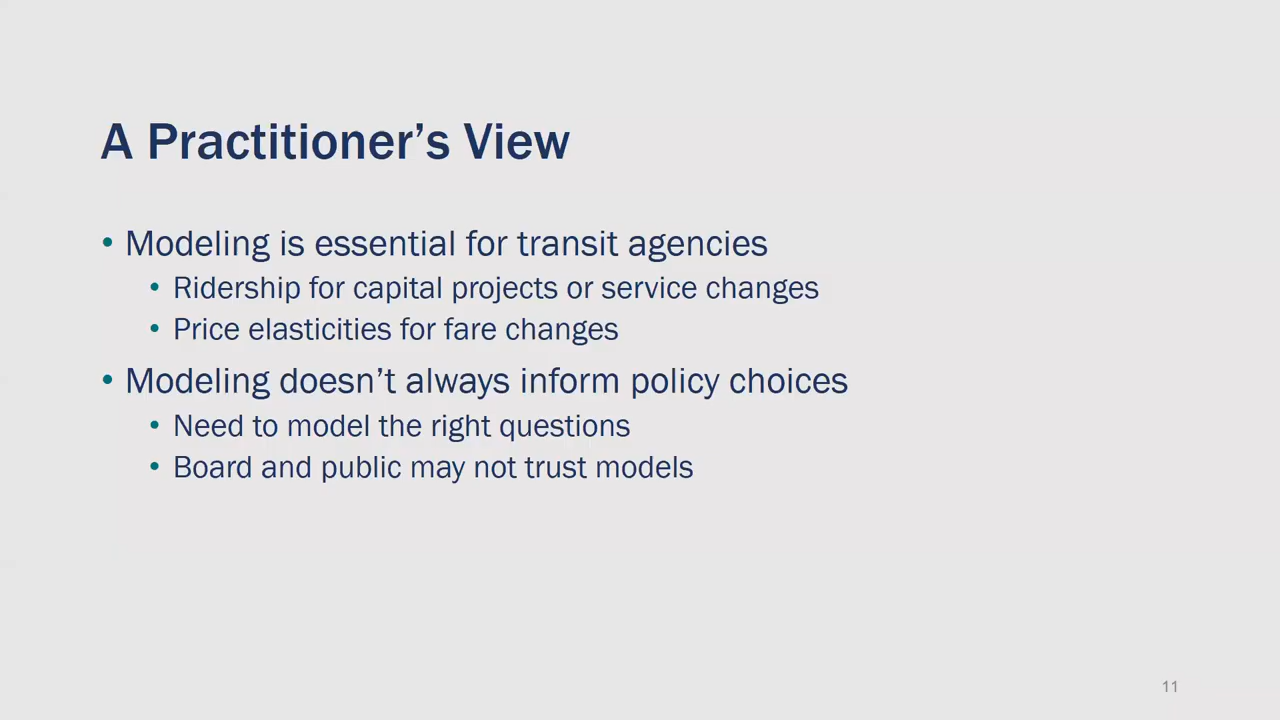 A Practitioner’s View
• Modeling is essential for transit agencies
• Ridership for capital projects or service changes
• Price elasticities for fare changes
• Modeling doesn’t always inform policy choices
• Need to model the right questions
• Board and public may not trust models
11